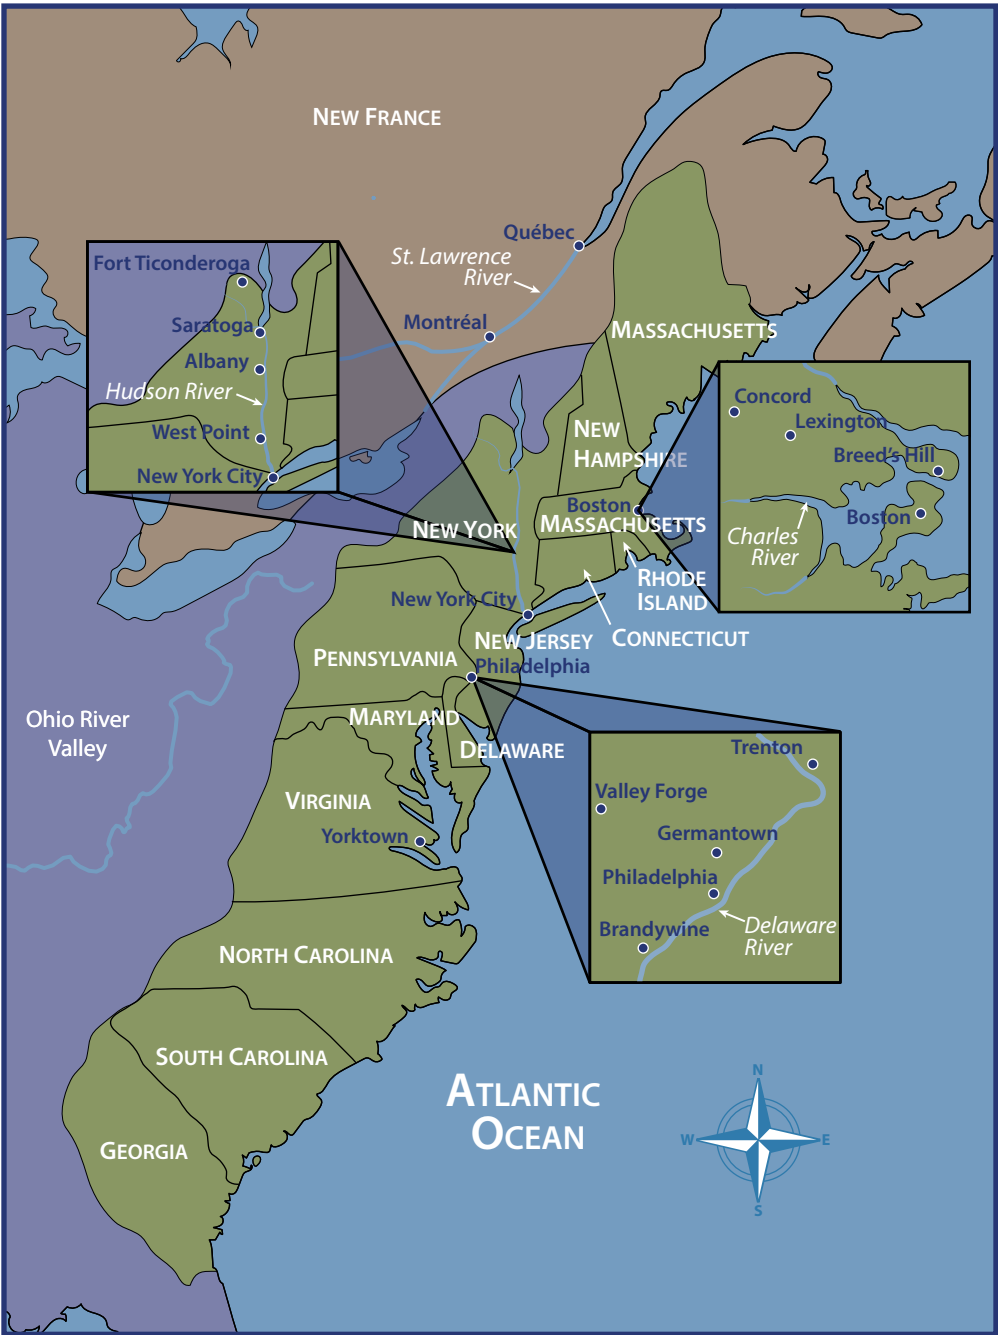 NEW FRANCE
Québec
St. Lawrence
River
Montréal
MASSACHUSETTS
Fort Ticonderoga
Saratoga
Albany
Hudson River
West Point
New York City
Concord
Lexington
Breed's Hill
Boston
Charles
River
NEW
HAMPSHIRE
Boston
MASSACHUSETTS
NEW YORK
RHODE
ISLAND
New York City
CONNECTICUT
NEW JERSEY
PENNSYLVANIA
Philadelphia
Ohio River
Valley
MARYLAND
DELAWARE
VIRGINIA
Yorktown
Trenton
Valley Forge
Germantown
Philadelphia
Brandywine
Delaware
River
NORTH CAROLINA
SOUTH CAROLINA
GEORGIA
ATLANTIC
OCEAN
N
W
E
S